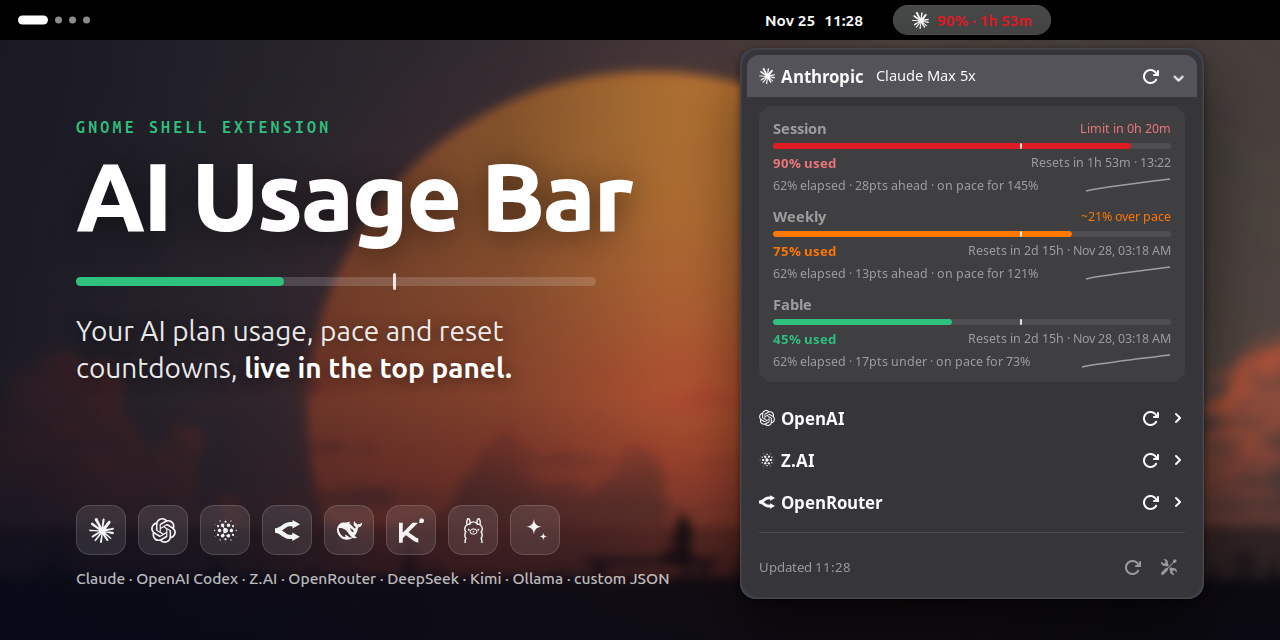 Nov 25 11:28
90% · 1h 53m
GNOME SHELL EXTENSION
AI Usage Bar
Your AI plan usage, pace and reset
countdowns, live in the top panel.
Claude · OpenAI Codex · Z.AI · OpenRouter · DeepSeek · Kimi · Ollama · custom JSON
Anthropic Claude Max 5x
Session Limit in 0h 20m
90% used Resets in 1h 53m · 13:22
62% elapsed · 28pts ahead · on pace for 145%
Weekly ~21% over pace
75% used Resets in 2d 15h · Nov 28, 03:18 AM
62% elapsed · 13pts ahead · on pace for 121%
Fable
45% used Resets in 2d 15h · Nov 28, 03:18 AM
62% elapsed · 17pts under · on pace for 73%
OpenAI
Z.AI
OpenRouter
Updated 11:28